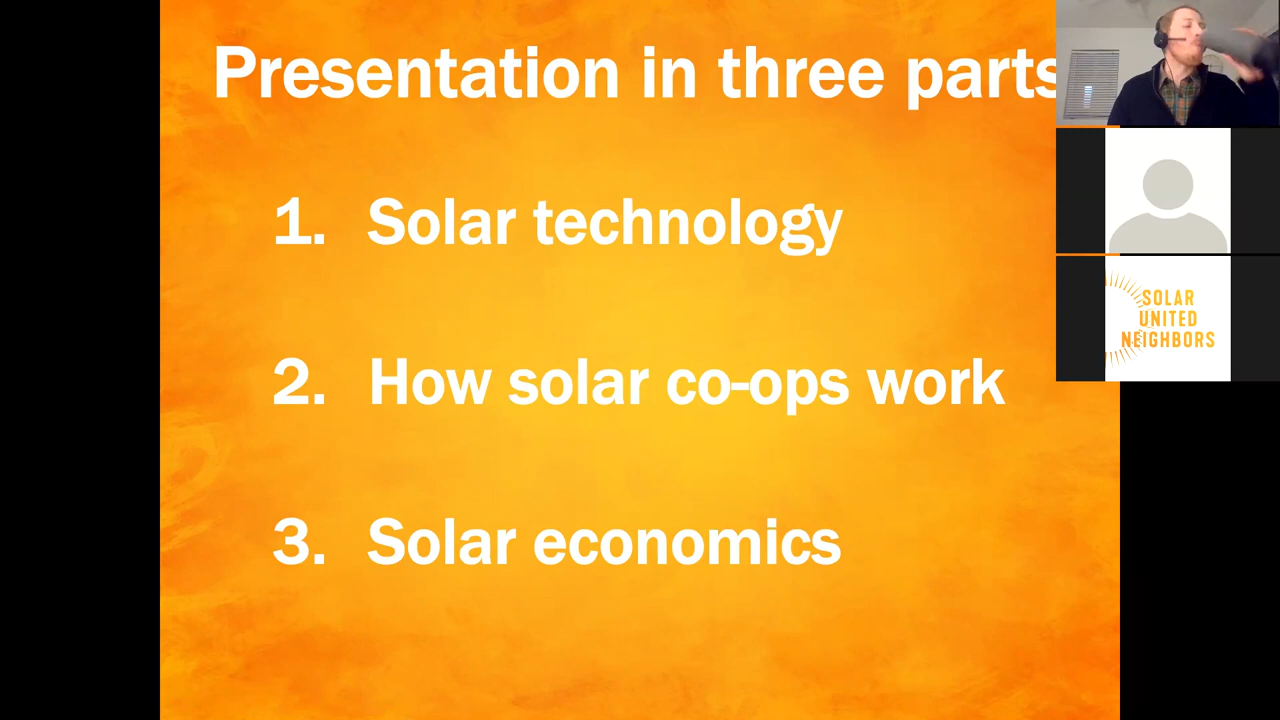 Presentation in three parts
1. Solar technology
2. How solar co-ops work
3. Solar economics
SOLAR
UNITED
NEIGHBORS